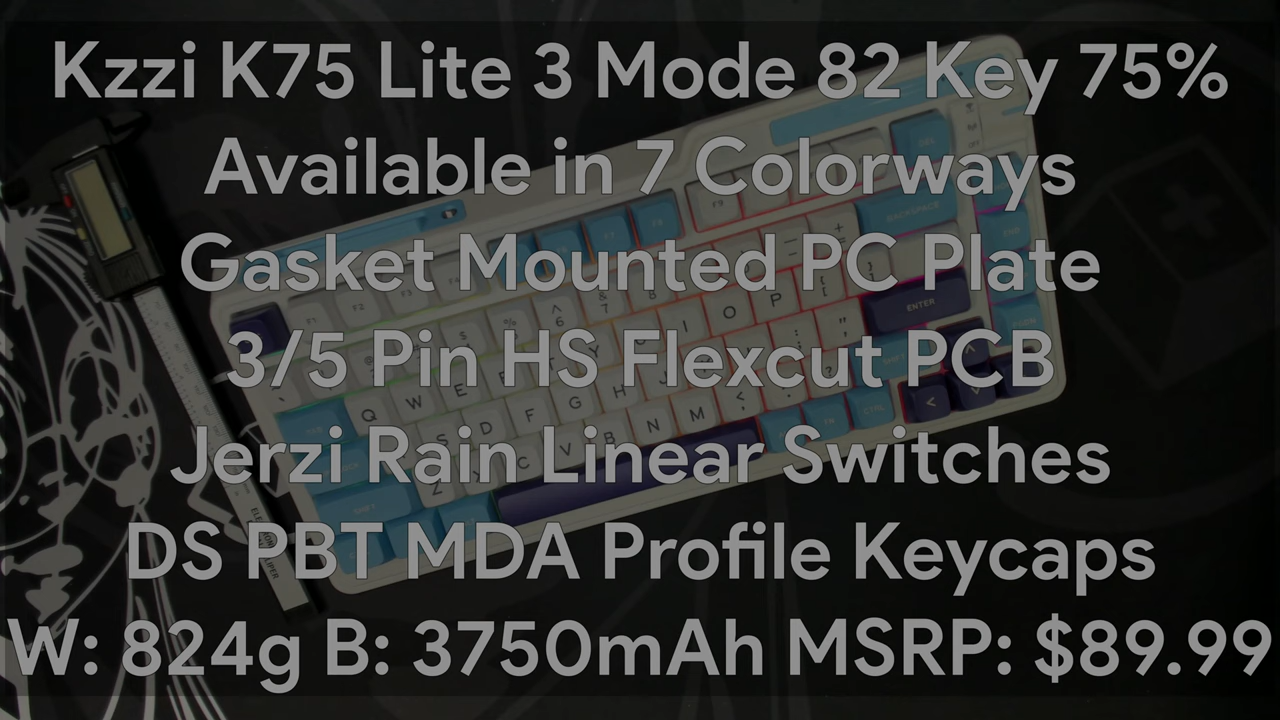 Kzzi K75 Lite 3 Mode 82 Key 75%
Available in 7 Colorways
Gasket Mounted PC Plate
3/5 Pin HS Flexcut PCB
Jerzi Rain Linear Switches
DS PBT MDA Profile Keycaps
W: 824g B: 3750mAh MSRP: $89.99